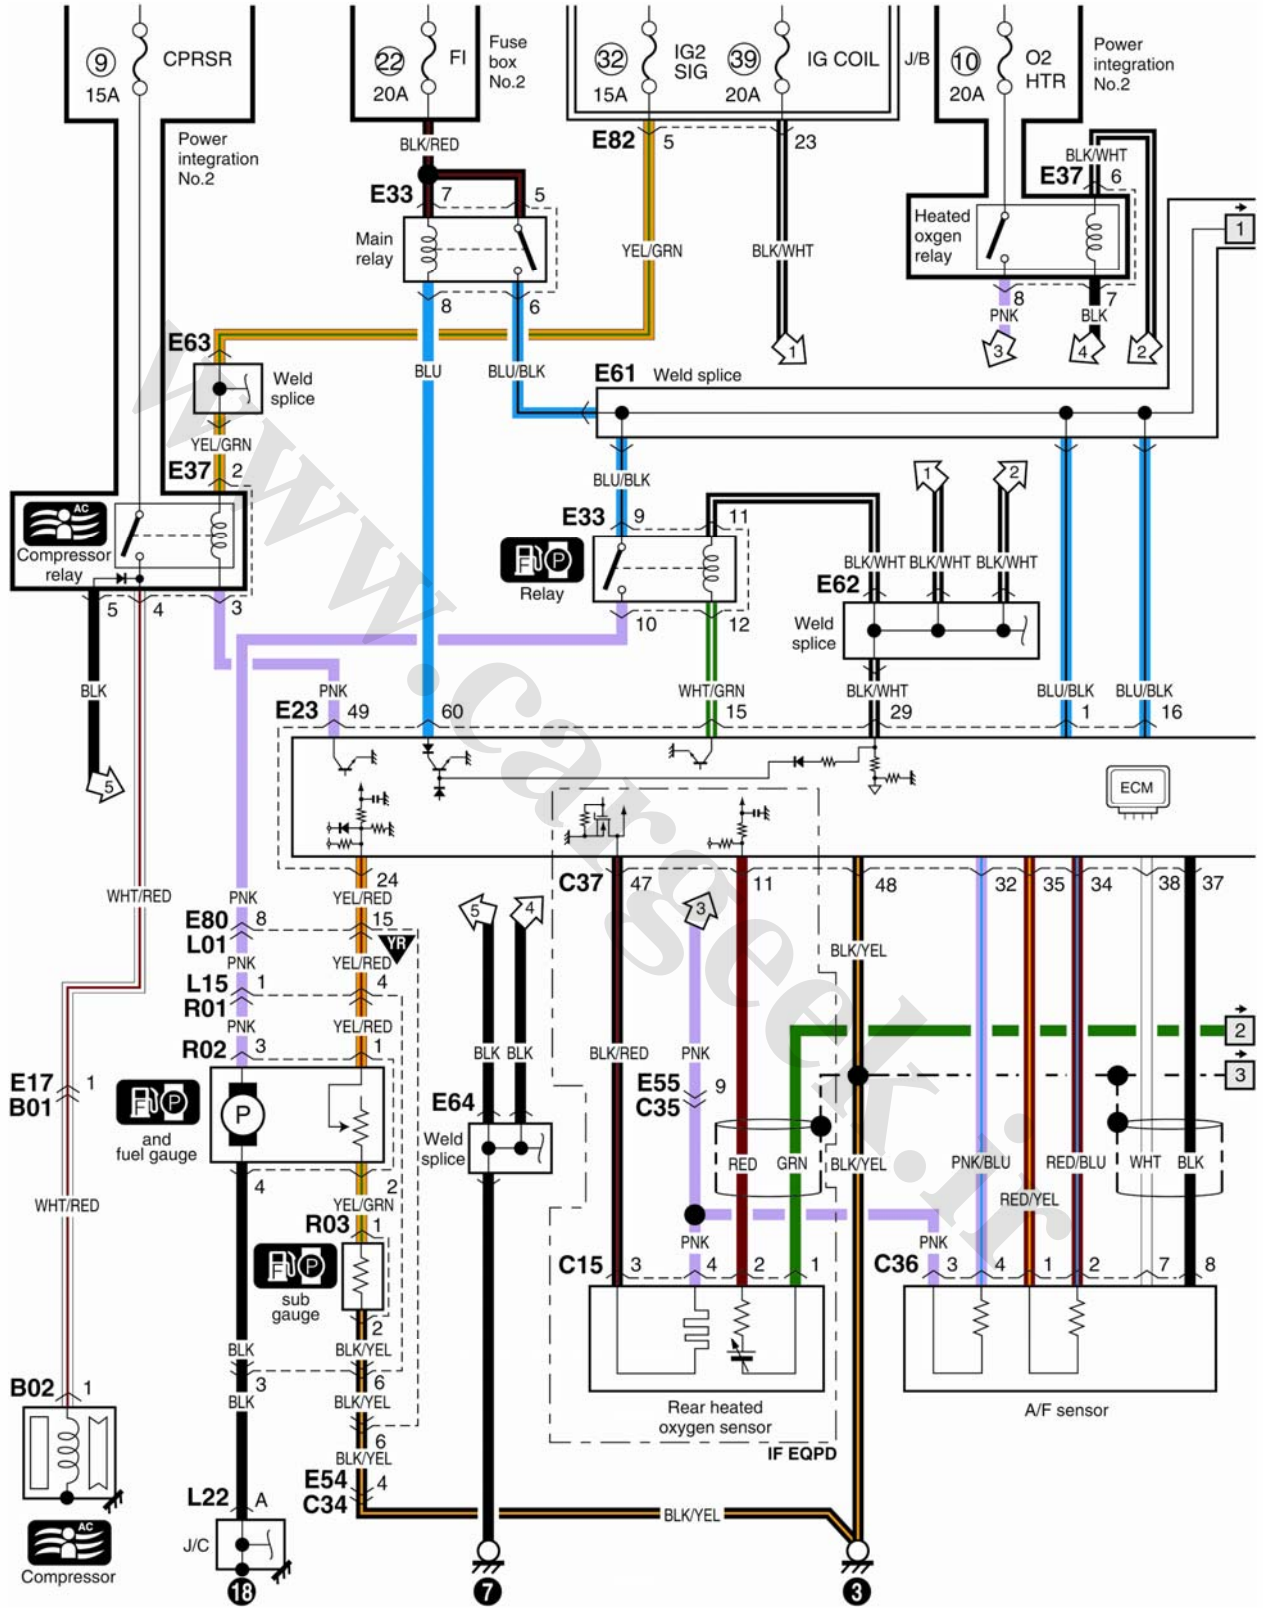 9 CPRSR
15A
22 FI
20A
Fuse
box
No.2
32 IG2
SIG
15A
39 IG COIL
20A
J/B
10 O2
HTR
20A
Power
integration
No.2
Power
integration
No.2
BLK/RED
E82 5 23
BLK/WHT
E37 6
E33 7 5
Main
relay
YEL/GRN
BLK/WHT
Heated
oxgen
relay
1
8 6
8 7
PNK BLK
1 3 4 2
E63
Weld
splice
BLU BLU/BLK
E61 Weld splice
YEL/GRN
E37 2
BLU/BLK
1 2
E33 9 11
AC
Compressor
relay
F P
Relay
BLK/WHT BLK/WHT BLK/WHT
E62
Weld
splice
5 4 3
10 12
BLK
PNK
WHT/GRN
BLK/WHT
BLU/BLK BLU/BLK
E23 49 60 15 29 1 16
5
ECM
24
C37 47 11 48 32 35 34 38 37
WHT/RED
PNK YEL/RED
5 4 3
E80 8 15
L01
YR
PNK YEL/RED
BLK/YEL
L15 1 4
R01
PNK YEL/RED
2
R02 3 1
BLK BLK
BLK/RED PNK
3
E17 1
B01
F P
and
fuel gauge
P
E64
Weld
splice
E55 9
C35
RED GRN BLK/YEL
PNK/BLU RED/BLU WHT BLK
4 2
WHT/RED
YEL/GRN
RED/YEL
R03 1
PNK
PNK
F P
sub
gauge
C15 3 4 2 1
C36 3 4 1 2 7 8
2
BLK BLK/YEL
B02 1
3 6
BLK BLK/YEL
Rear heated
oxygen sensor
A/F sensor
6
BLK/YEL
IF EQPD
E54 4
C34
L22 A
BLK/YEL
J/C
AC
Compressor
18 7 3
www.cargeek.ir